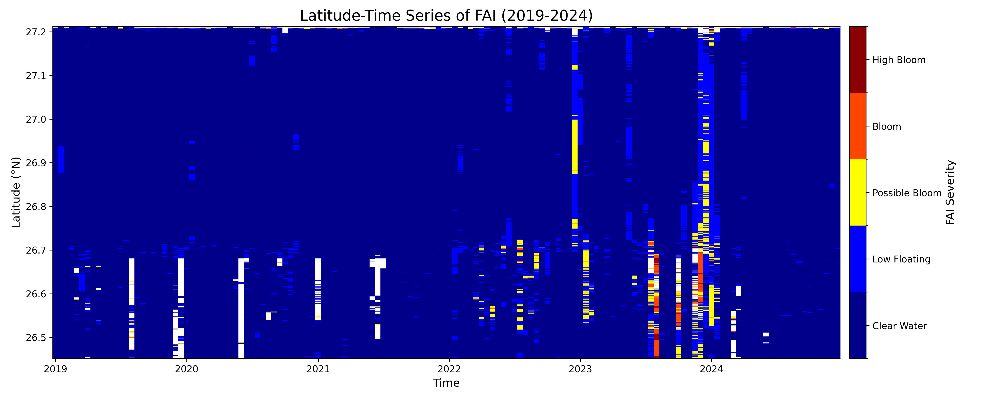 Latitude-Time Series of FAI (2019-2024)
27.2
27.1
27.0
26.9
26.8
26.7
26.6
26.5
Latitude (°N)
2019
2020
2021
2022
2023
2024
Time
High Bloom
Bloom
Possible Bloom
Low Floating
Clear Water
FAI Severity